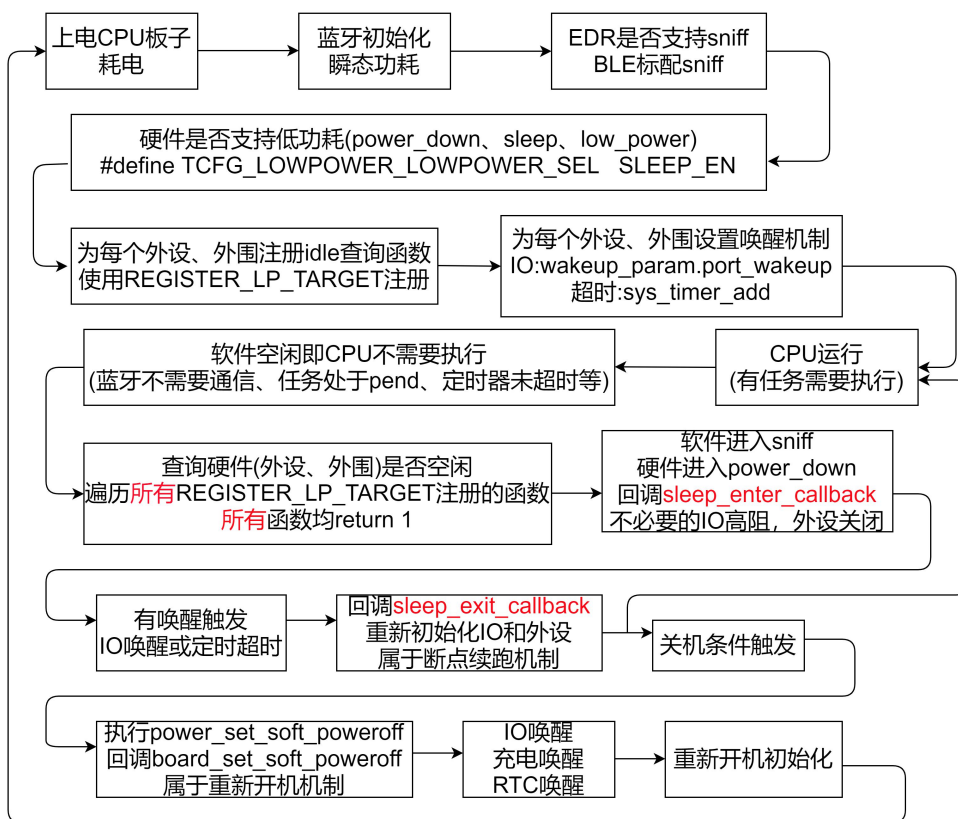 上电CPU板子
耗电
蓝牙初始化
瞬态功耗
EDR是否支持sniff
BLE标配sniff
硬件是否支持低功耗(power_down、sleep、low_power)
#define TCFG_LOWPOWER_LOWPOWER_SEL SLEEP_EN
为每个外设、外围注册idle查询函数
使用REGISTER_LP_TARGET注册
为每个外设、外围设置唤醒机制
IO:wakeup_param.port_wakeup
超时:sys_timer_add
CPU运行
(有任务需要执行)
软件空闲即CPU不需要执行
(蓝牙不需要通信、任务处于pend、定时器未超时等)
查询硬件(外设、外围)是否空闲
遍历所有REGISTER_LP_TARGET注册的函数
所有函数均return 1
软件进入sniff
硬件进入power_down
回调sleep_enter_callback
不必要的IO高阻，外设关闭
有唤醒触发
IO唤醒或定时超时
回调sleep_exit_callback
重新初始化IO和外设
属于断点续跑机制
关机条件触发
执行power_set_soft_poweroff
回调board_set_soft_poweroff
属于重新开机机制
IO唤醒
充电唤醒
RTC唤醒
重新开机初始化